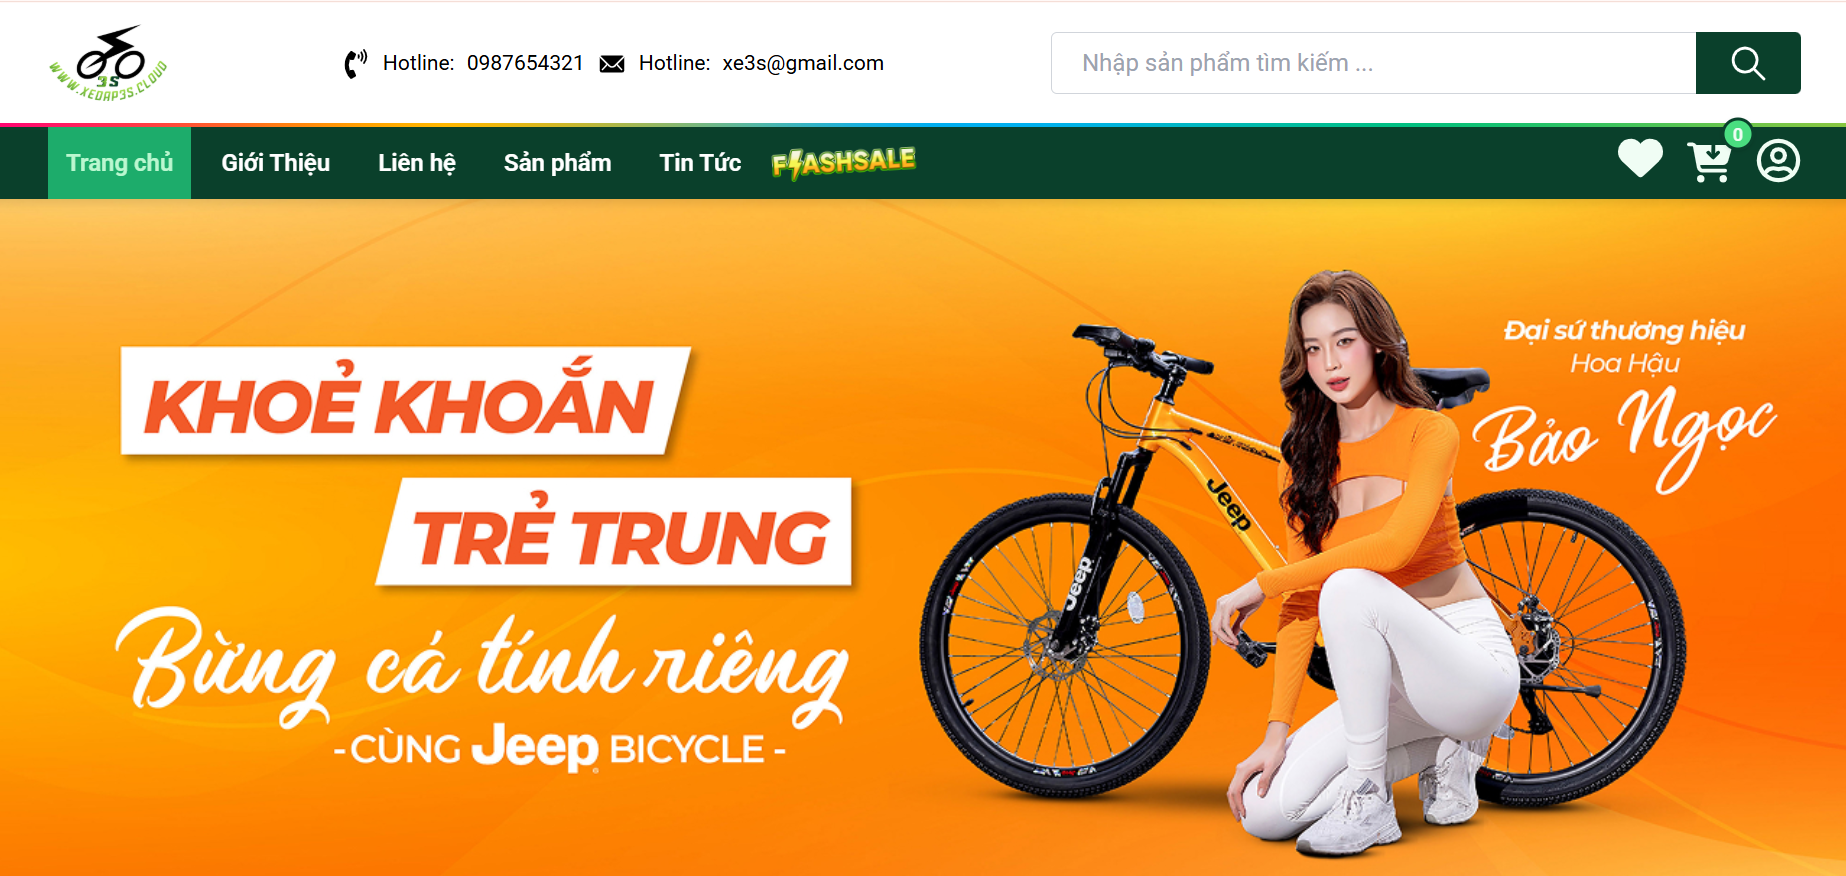 3S
WWW.XEDAP3S.CLOUD
Hotline: 0987654321 Hotline: xe3s@gmail.com
Nhập sản phẩm tìm kiếm ...
0
Trang chủ Giới Thiệu Liên hệ Sản phẩm Tin Tức FLASHSALE
KHOẺ KHOẮN
TRẺ TRUNG
Bừng cá tính riêng
-CÙNG Jeep BICYCLE-
Đại sứ thương hiệu
Hoa Hậu
Bảo Ngọc
Jeep
Jeep